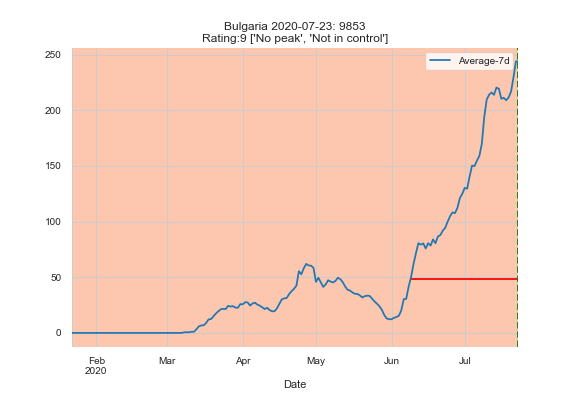 Bulgaria 2020-07-23: 9853
Rating:9 ['No peak', 'Not in control']
Average-7d
250
200
150
100
50
0
Feb
2020
Mar
Apr
May
Jun
Jul
Date